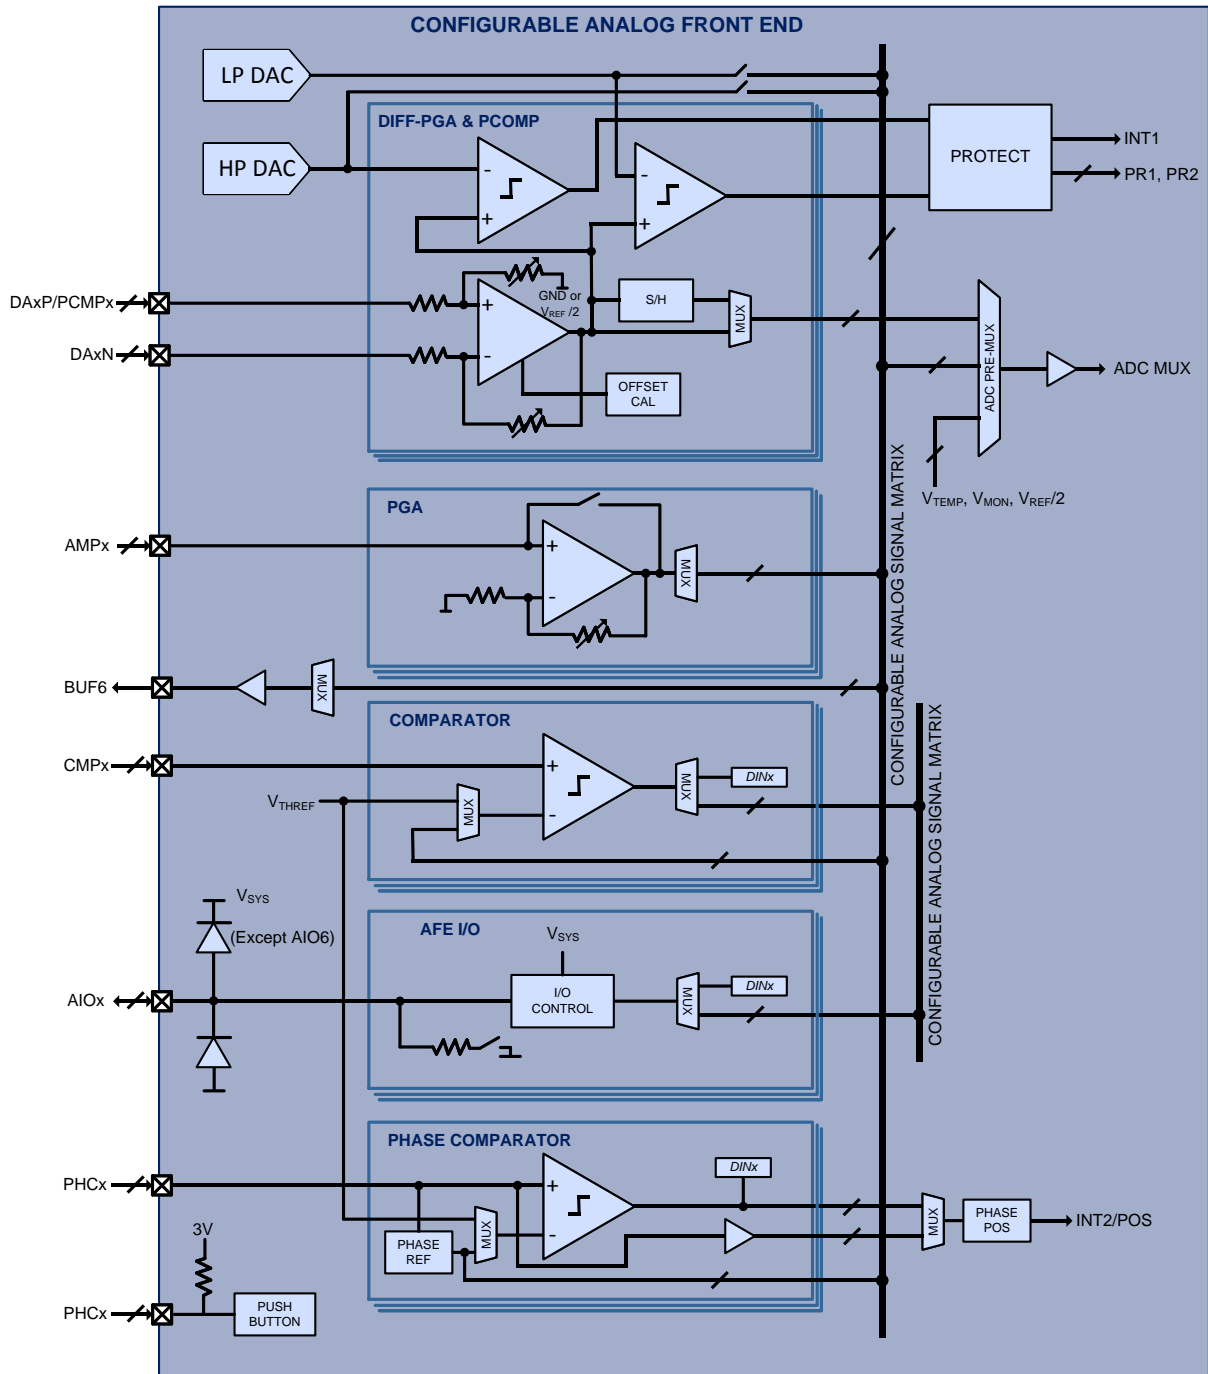 CONFIGURABLE ANALOG FRONT END
LP DAC
HP DAC
DIFF-PGA & PCOMP
-
+
-
+
PROTECT
INT1
PR1, PR2
DAxP/PCMPx
DAxN
+
-
GND or
VREF /2
S/H
MUX
OFFSET
CAL
ADC PRE-MUX
ADC MUX
VTEMP, VMON, VREF/2
CONFIGURABLE ANALOG SIGNAL MATRIX
PGA
AMPx
+
-
MUX
BUF6
MUX
COMPARATOR
CMPx
VTHREF
MUX
+
-
MUX
DINx
CONFIGURABLE ANALOG SIGNAL MATRIX
AFE I/O
VSYS
(Except AIO6)
AIOx
VSYS
I/O
CONTROL
MUX
DINx
PHASE COMPARATOR
PHCx
PHASE
REF
MUX
+
-
DINx
MUX
PHASE
POS
INT2/POS
3V
PHCx
PUSH
BUTTON